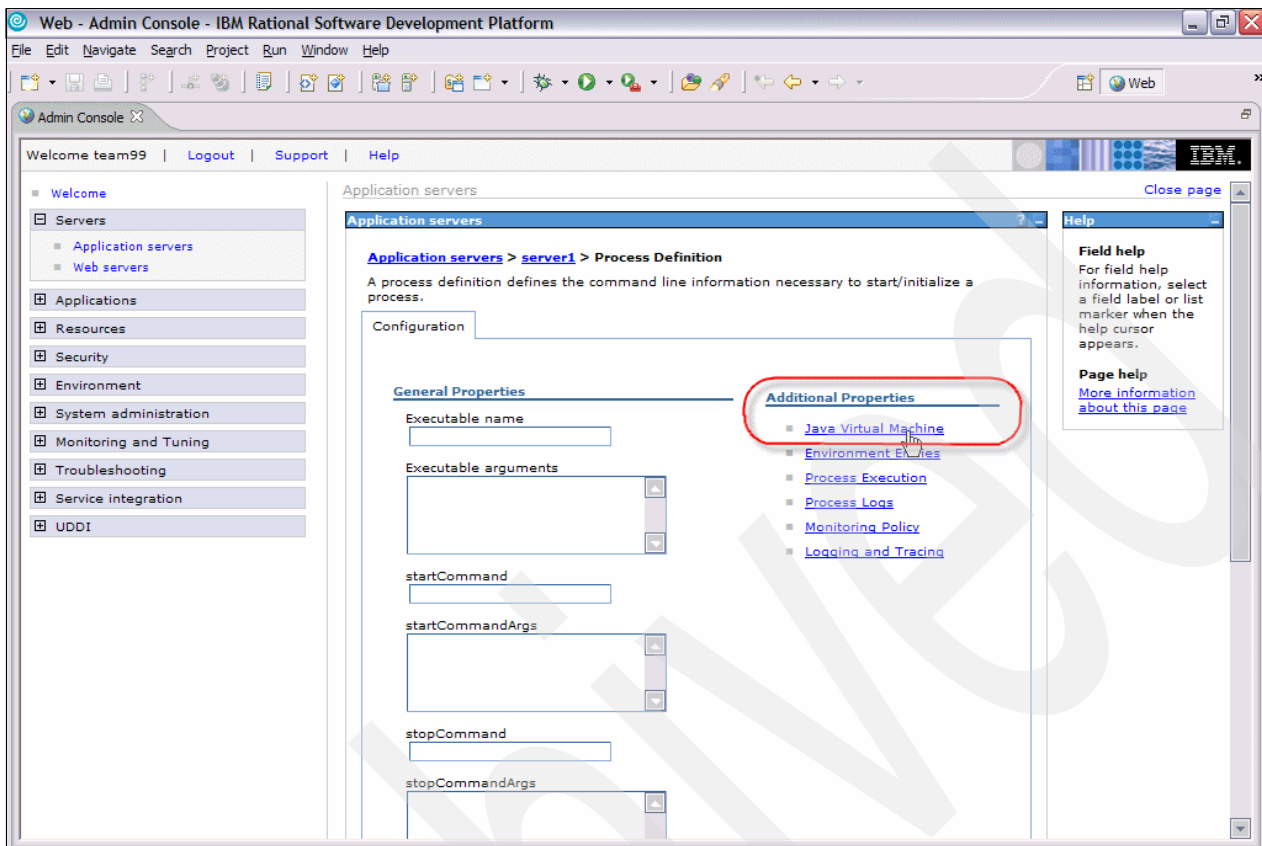 Web - Admin Console - IBM Rational Software Development Platform
File Edit Navigate Search Project Run Window Help
Web
Admin Console
Welcome team99 | Logout | Support | Help
IBM.
Welcome
Servers
Application servers
Web servers
Applications
Resources
Security
Environment
System administration
Monitoring and Tuning
Troubleshooting
Service integration
UDDI
Application servers
Close page
Application servers
Application servers > server1 > Process Definition
A process definition defines the command line information necessary to start/initialize a
process.
Configuration
General Properties
Executable name
Executable arguments
startCommand
startCommandArgs
stopCommand
stopCommandArgs
Additional Properties
Java Virtual Machine
Environment Entries
Process Execution
Process Logs
Monitoring Policy
Logging and Tracing
Help
Field help
For field help
information, select
a field label or list
marker when the
help cursor
appears.
Page help
More information
about this page